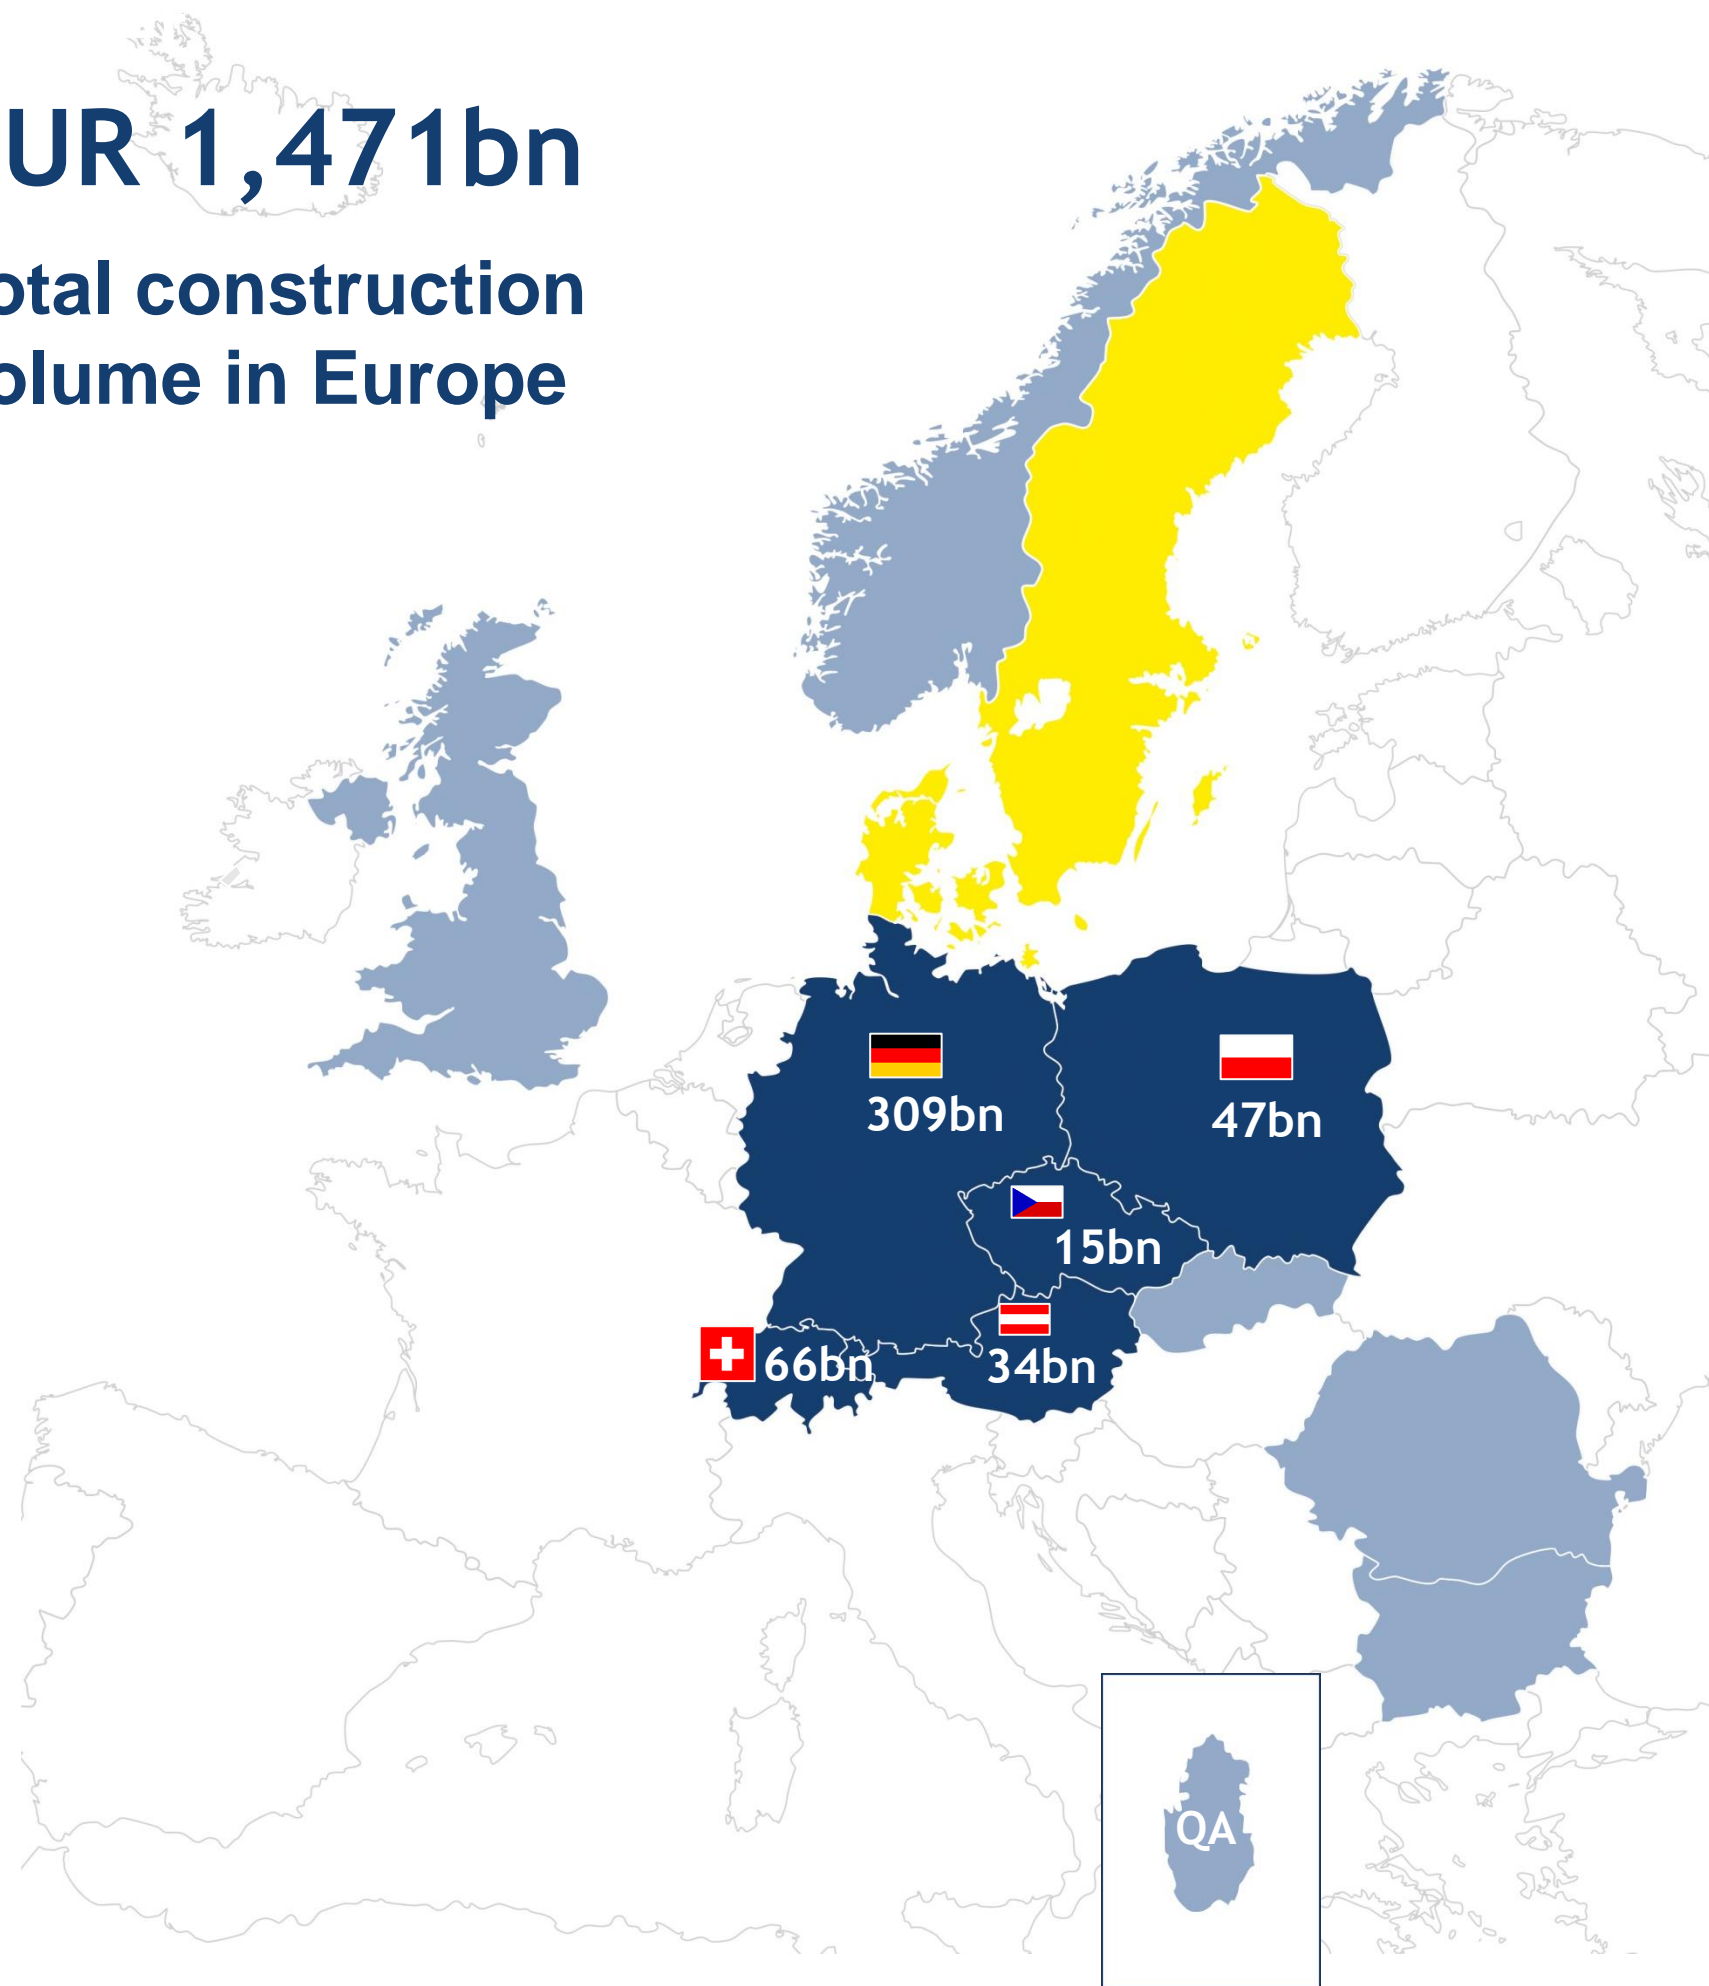 UR 1,471bn
otal construction
olume in Europe
309bn
47bn
15bn
66bn
34bn
QA